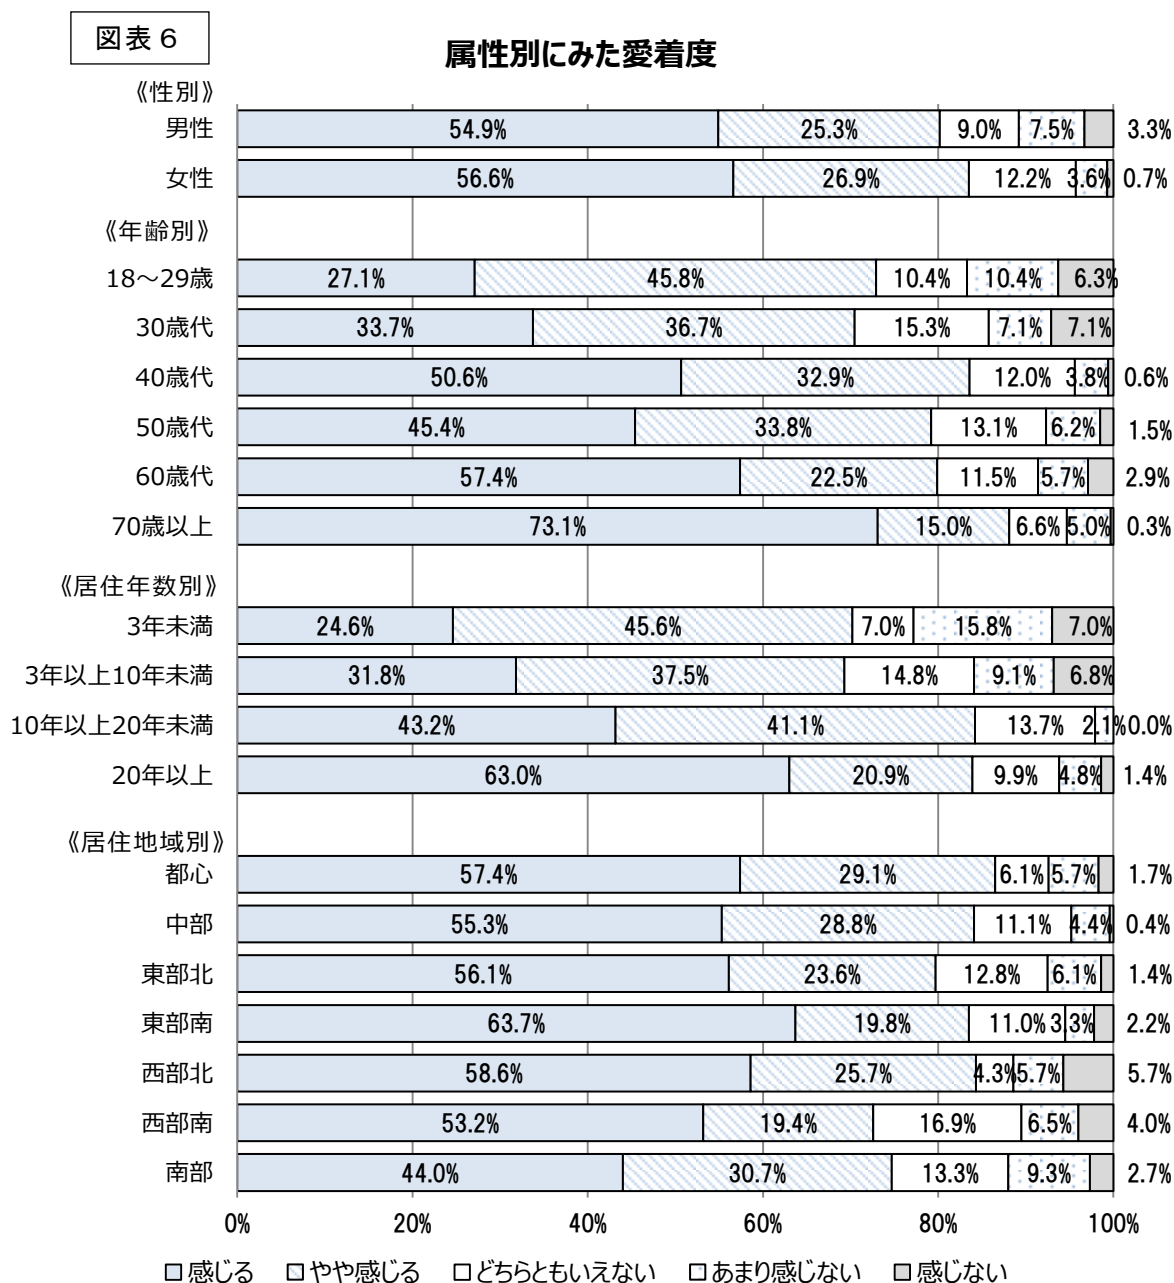 図表６
属性別にみた愛着度
《性別》
男性 54.9% 25.3% 9.0% 7.5% 3.3%
女性 56.6% 26.9% 12.2% 3.6% 0.7%
《年齢別》
18～29歳 27.1% 45.8% 10.4% 10.4% 6.3%
30歳代 33.7% 36.7% 15.3% 7.1% 7.1%
40歳代 50.6% 32.9% 12.0% 3.8% 0.6%
50歳代 45.4% 33.8% 13.1% 6.2% 1.5%
60歳代 57.4% 22.5% 11.5% 5.7% 2.9%
70歳以上 73.1% 15.0% 6.6% 5.0% 0.3%
《居住年数別》
3年未満 24.6% 45.6% 7.0% 15.8% 7.0%
3年以上10年未満 31.8% 37.5% 14.8% 9.1% 6.8%
10年以上20年未満 43.2% 41.1% 13.7% 2.1% 0.0%
20年以上 63.0% 20.9% 9.9% 4.8% 1.4%
《居住地域別》
都心 57.4% 29.1% 6.1% 5.7% 1.7%
中部 55.3% 28.8% 11.1% 4.4% 0.4%
東部北 56.1% 23.6% 12.8% 6.1% 1.4%
東部南 63.7% 19.8% 11.0% 3.3% 2.2%
西部北 58.6% 25.7% 4.3% 5.7% 5.7%
西部南 53.2% 19.4% 16.9% 6.5% 4.0%
南部 44.0% 30.7% 13.3% 9.3% 2.7%
0% 20% 40% 60% 80% 100%
感じる やや感じる どちらともいえない あまり感じない 感じない